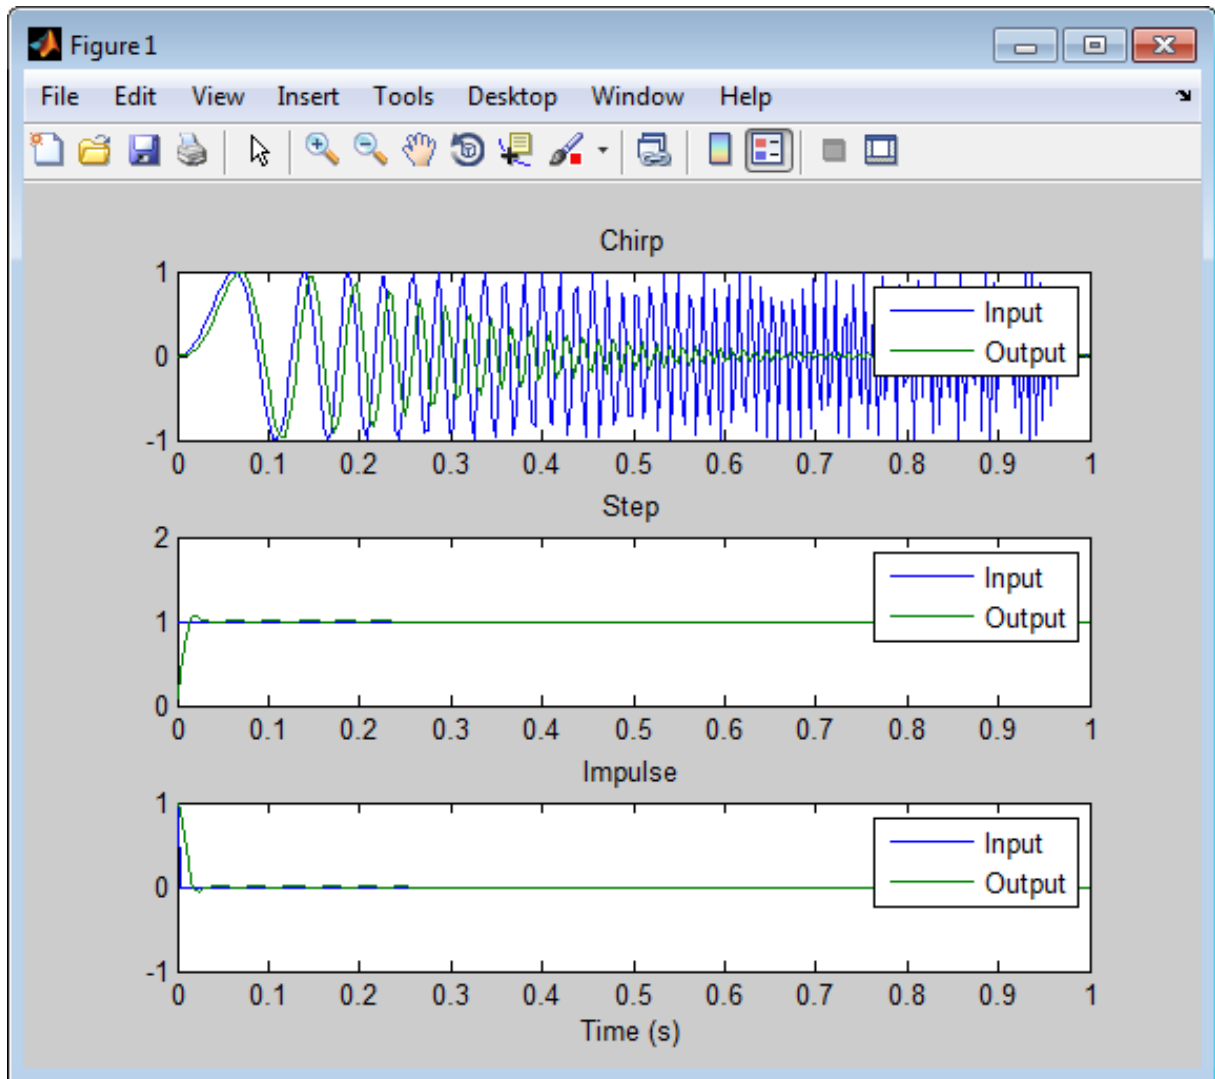 Figure 1
File Edit View Insert Tools Desktop Window Help
Chirp
1
0
-1
Input
Output
0 0.1 0.2 0.3 0.4 0.5 0.6 0.7 0.8 0.9 1
Step
2
1
0
Input
Output
0 0.1 0.2 0.3 0.4 0.5 0.6 0.7 0.8 0.9 1
Impulse
1
0
-1
Input
Output
0 0.1 0.2 0.3 0.4 0.5 0.6 0.7 0.8 0.9 1
Time (s)